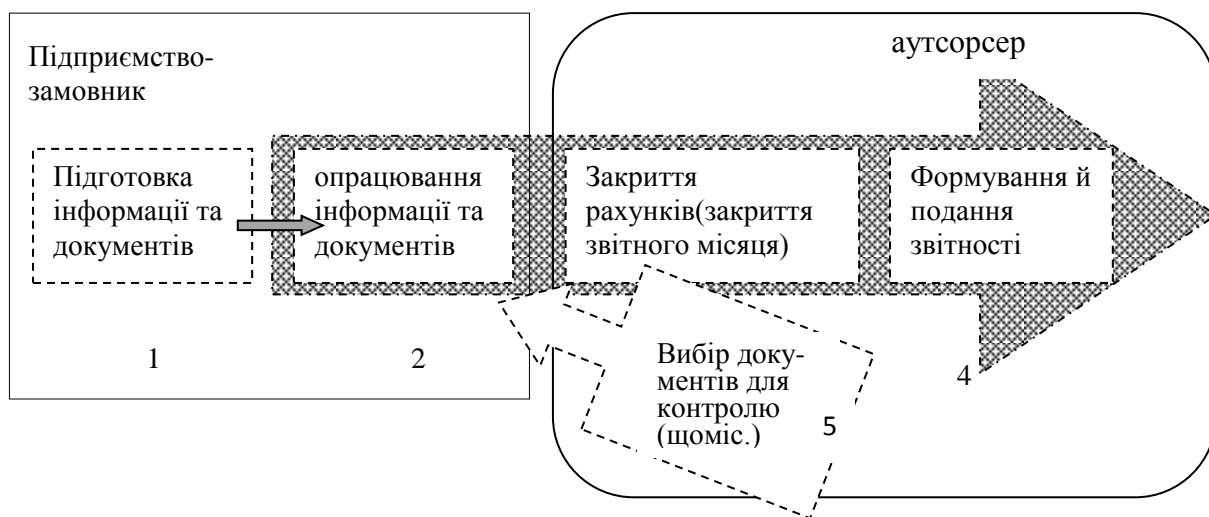 Підприємство-
замовник
аутсорсер
Підготовка
інформації та
документів
опрацювання
інформації та
документів
Закриття
рахунків(закриття
звітного місяця)
Формування й
подання
звітності
1
2
4
Вибір доку-
ментів для
контролю
(щоміс.)
5